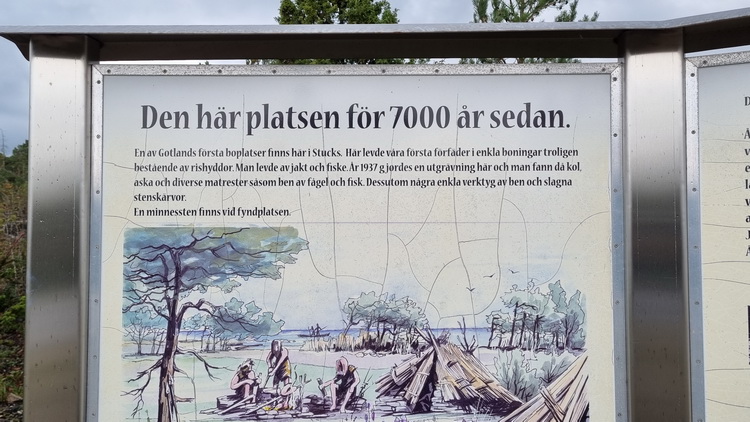 Den här platsen för 7000 år sedan.
En av Gotlands första boplatser finns här i Stucks. Här levde våra första förfäder i enkla boningar troligen
bestående av rishyddor. Man levde av jakt och fiske. År 1937 gjordes en utgrävning här och man fann då kol,
aska och diverse matrester såsom ben av fågel och fisk. Dessutom några enkla verktyg av ben och slagna
stenskärvor.
En minnessten finns vid fyndplatsen.